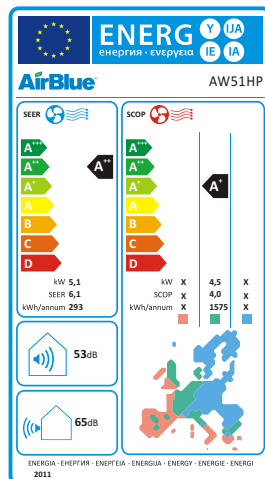 ENERG Y IJA
енергия · ενεργεια IE IA
AirBlue AW51HP
SEER SCOP
A+++ A+++
A++ A++ A++
A+ A+ A+
A A
B B
C C
D D
kW 5,1 kW X 4,5 X
SEER 6,1 SCOP X 4,0 X
kWh/annum 293 kWh/annum X 1575 X
53dB
65dB
ENERGIA · ЕНЕРГИЯ · ΕΝΕΡΓΕΙΑ · ENERGIJA · ENERGY · ENERGIE · ENERGI
2011